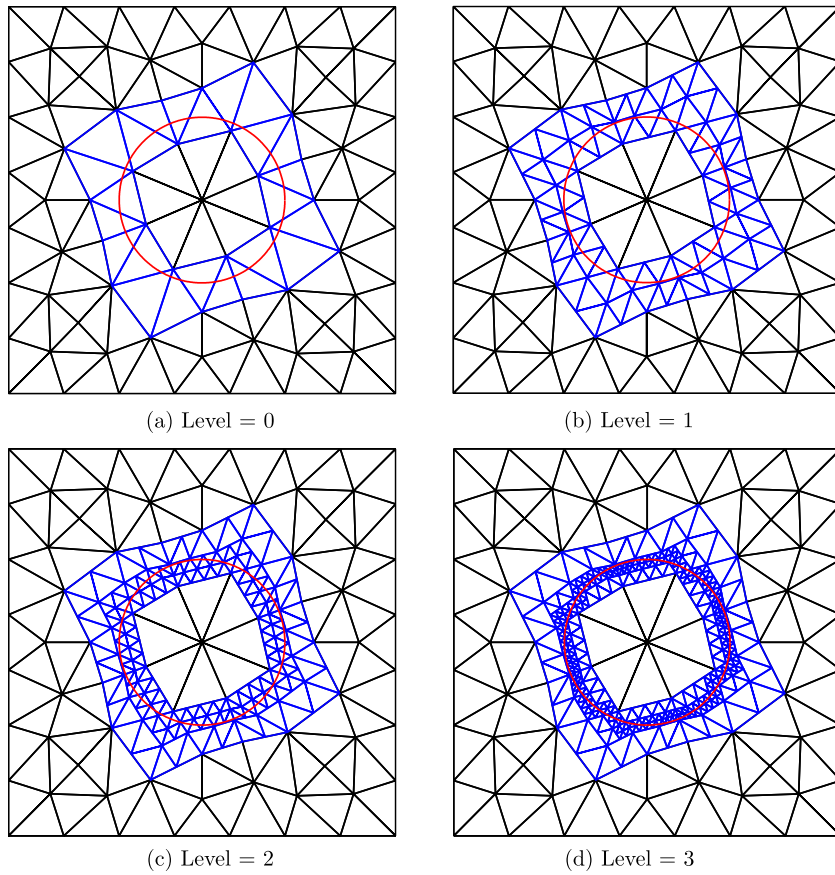 (a) Level = 0
(b) Level = 1
(c) Level = 2
(d) Level = 3